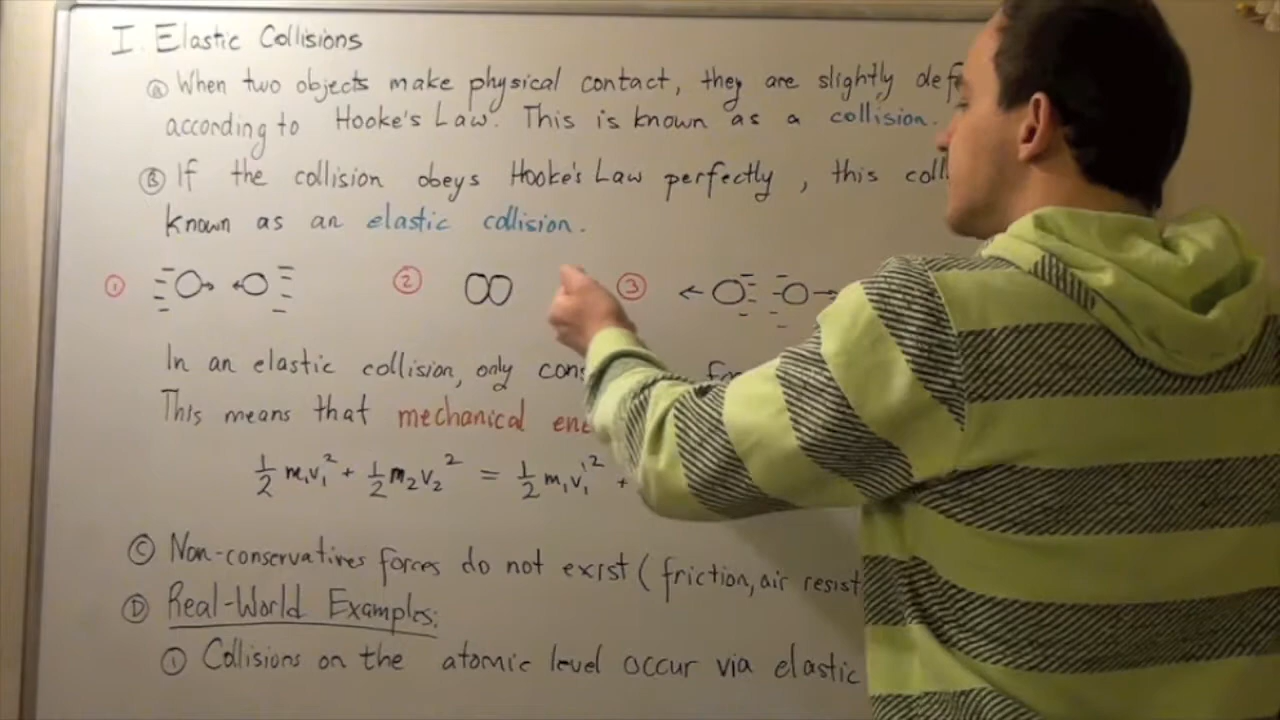 I. Elastic Collisions
Ⓐ When two objects make physical contact, they are slightly def
according to Hooke's Law. This is known as a collision.
Ⓑ If the collision obeys Hooke's Law perfectly, this coll
known as an elastic collision.
① ② ③
In an elastic collision, only cons
This means that mechanical ene
½ m₁v₁² + ½ m₂v₂² = ½ m₁v₁'² +
Ⓒ Non-conservatives forces do not exist (friction, air resist
Ⓓ Real-World Examples:
① Collisions on the atomic level occur via elastic